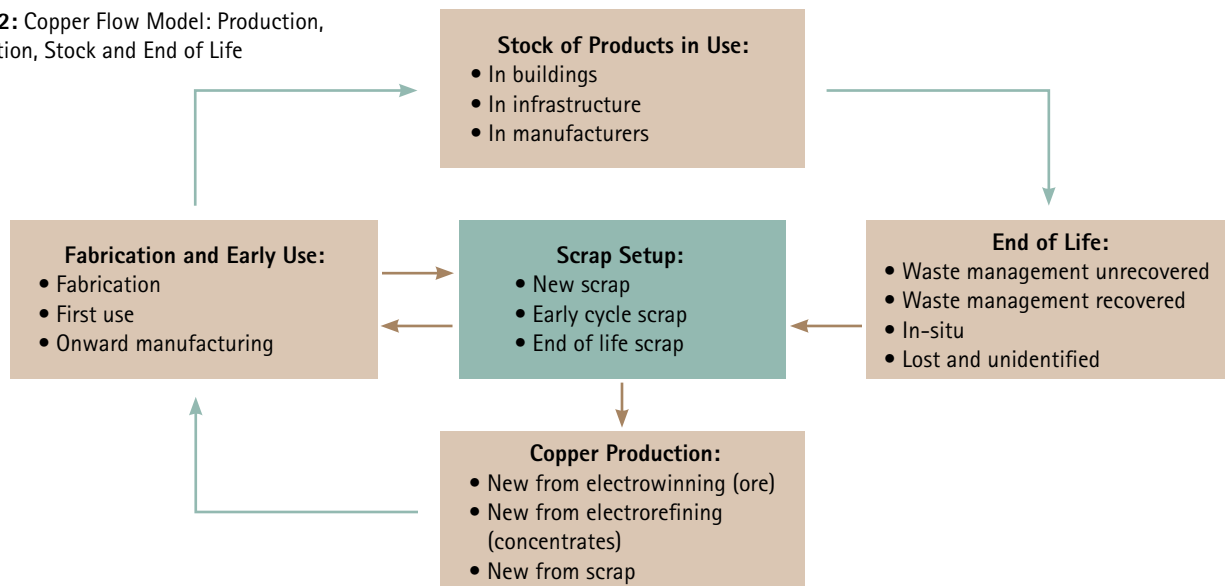 2: Copper Flow Model: Production,
tion, Stock and End of Life
Stock of Products in Use:
• In buildings
• In infrastructure
• In manufacturers
Fabrication and Early Use:
• Fabrication
• First use
• Onward manufacturing
Scrap Setup:
• New scrap
• Early cycle scrap
• End of life scrap
End of Life:
• Waste management unrecovered
• Waste management recovered
• In-situ
• Lost and unidentified
Copper Production:
• New from electrowinning (ore)
• New from electrorefining
(concentrates)
• New from scrap